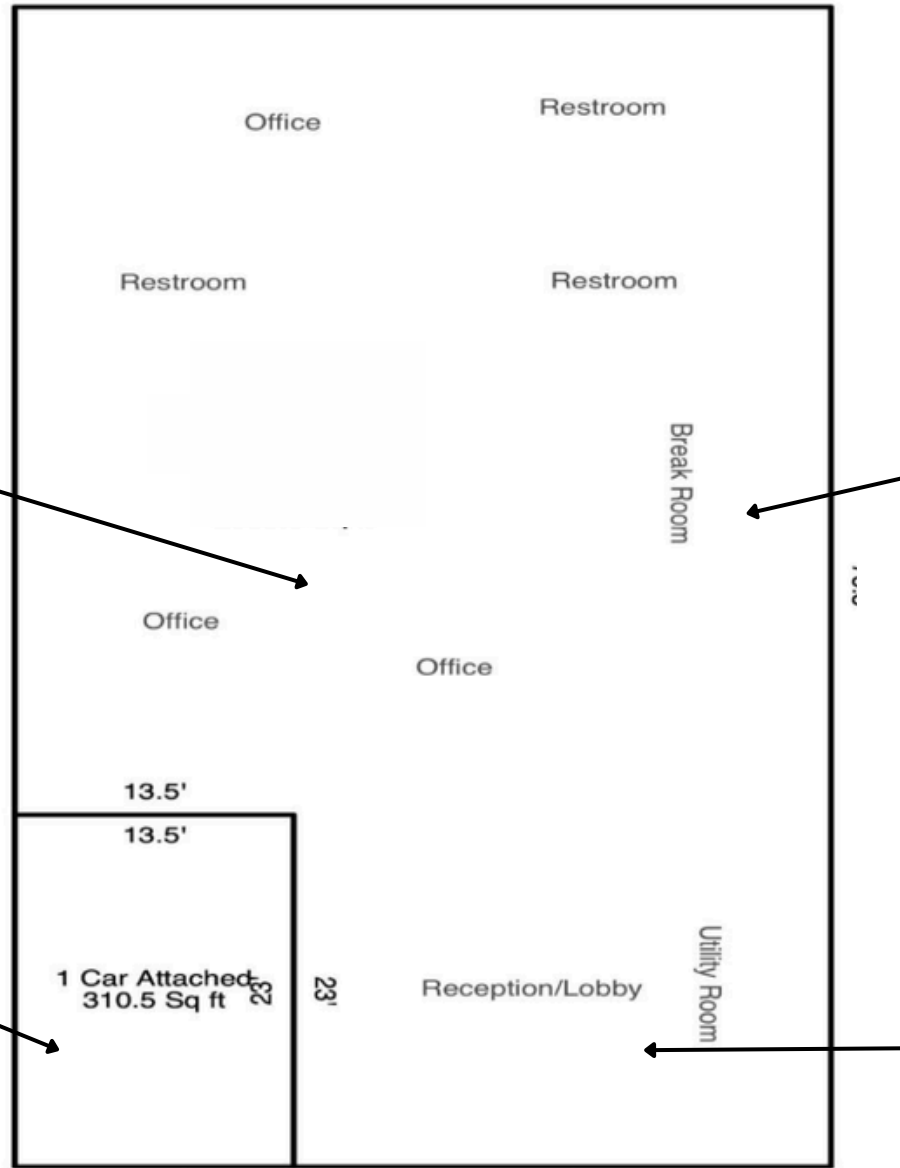 Office
Restroom
Restroom
Restroom
Break Room
Office
Office
13.5'
13.5'
1 Car Attached
310.5 Sq ft
23'
23'
Reception/Lobby
Utility Room